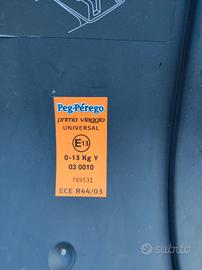 Peg-Pérego
primo viaggio
UNIVERSAL
E13
0-13 Kg Y
03 0010
789531
ECE R44/03
subito